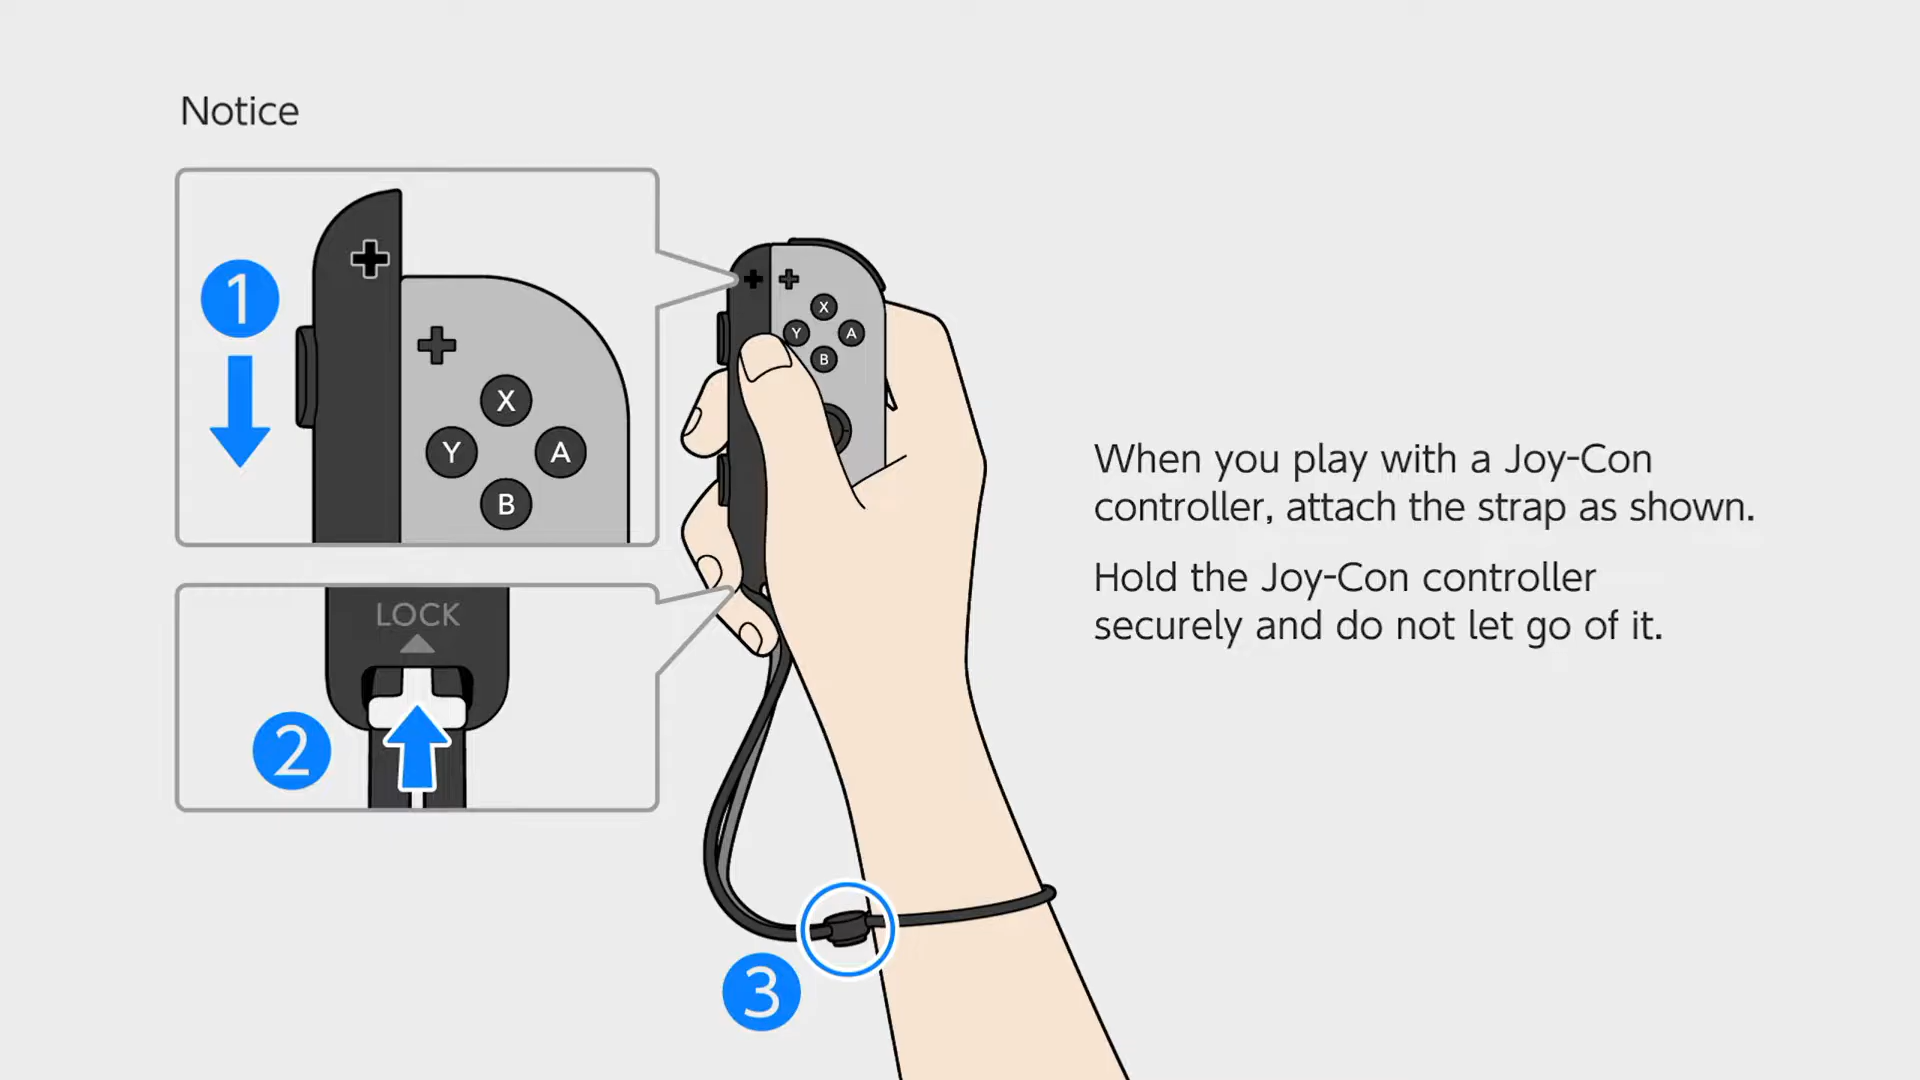 Notice
1
X
Y
A
B
X
Y
A
B
When you play with a Joy-Con
controller, attach the strap as shown.
Hold the Joy-Con controller
securely and do not let go of it.
LOCK
2
3